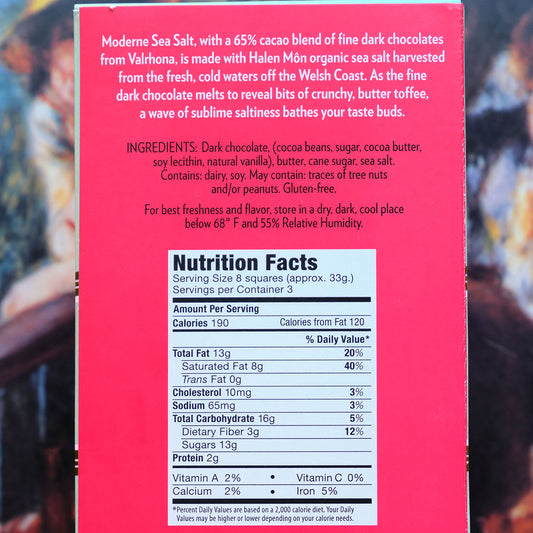 Moderne Sea Salt, with a 65% cacao blend of fine dark chocolates
from Valrhona, is made with Halen Môn organic sea salt harvested
from the fresh, cold waters off the Welsh Coast. As the fine
dark chocolate melts to reveal bits of crunchy, butter toffee,
a wave of sublime saltiness bathes your taste buds.
INGREDIENTS: Dark chocolate, (cocoa beans, sugar, cocoa butter,
soy lecithin, natural vanilla), butter, cane sugar, sea salt.
Contains: dairy, soy. May contain: traces of tree nuts
and/or peanuts. Gluten-free.
For best freshness and flavor, store in a dry, dark, cool place
below 68° F and 55% Relative Humidity.
Nutrition Facts
Serving Size 8 squares (approx. 33g.)
Servings per Container 3
Amount Per Serving
Calories 190 Calories from Fat 120
% Daily Value*
Total Fat 13g 20%
Saturated Fat 8g 40%
Trans Fat 0g
Cholesterol 10mg 3%
Sodium 65mg 3%
Total Carbohydrate 16g 5%
Dietary Fiber 3g 12%
Sugars 13g
Protein 2g
Vitamin A 2% • Vitamin C 0%
Calcium 2% • Iron 5%
*Percent Daily Values are based on a 2,000 calorie diet. Your Daily
Values may be higher or lower depending on your calorie needs.